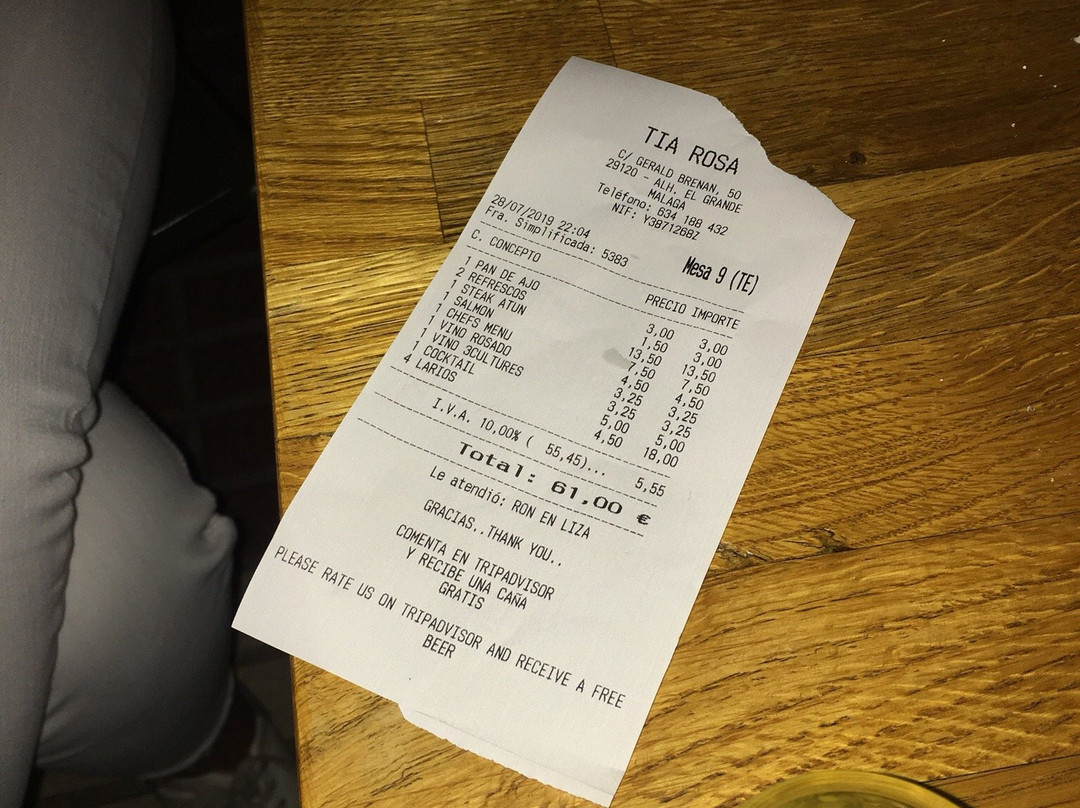 TIA ROSA
C/ GERALD BRENAN, 50
29120 - ALH. EL GRANDE
MALAGA
Teléfono: 634 188 432
NIF: Y3871268Z
28/07/2019 22:04
Fra. Simplificada: 5383
Mesa 9 (TE)
C. CONCEPTO PRECIO IMPORTE
1 PAN DE AJO 3,00 3,00
2 REFRESCOS 1,50 3,00
1 STEAK ATUN 13,50 13,50
1 SALMON 7,50 7,50
1 CHEFS MENU 4,50 4,50
1 VINO ROSADO 3,25 3,25
1 VINO 3CULTURES 3,25 3,25
1 COCKTAIL 5,00 5,00
4 LARIOS 4,50 18,00
I.V.A. 10,00% ( 55,45)... 5,55
Total: 61,00 €
Le atendió: RON EN LIZA
GRACIAS..THANK YOU..
COMENTA EN TRIPADVISOR
Y RECIBE UNA CAÑA
GRATIS
PLEASE RATE US ON TRIPADVISOR AND RECEIVE A FREE
BEER